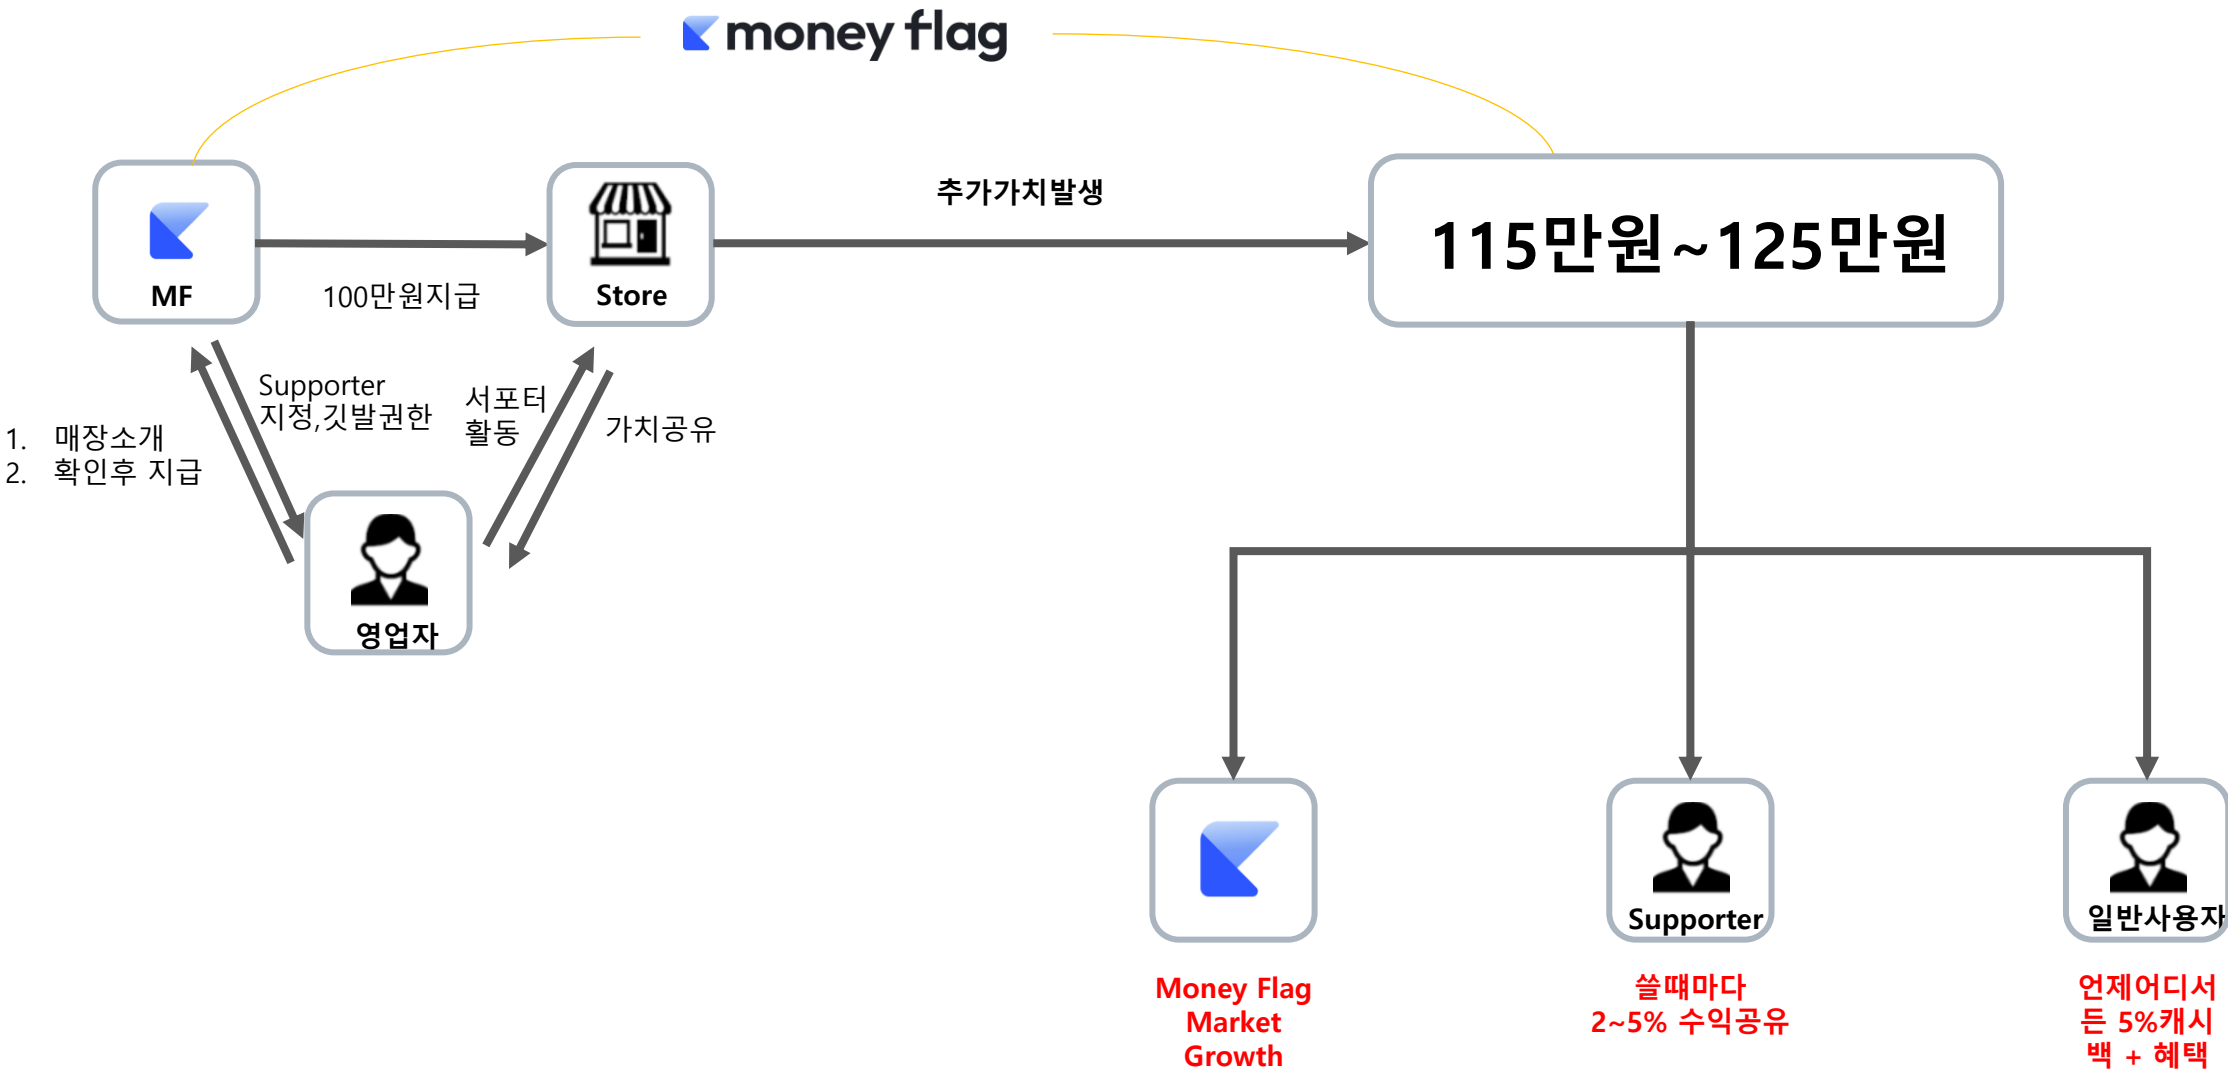 money flag
추가가치발생
115만원~125만원
MF
100만원지급
Store
Supporter
지정,깃발권한
서포터
활동
가치공유
1. 매장소개
2. 확인후 지급
영업자
Supporter
일반사용자
Money Flag
Market
Growth
쓸떄마다
2~5% 수익공유
언제어디서
든 5%캐시
백 + 혜택